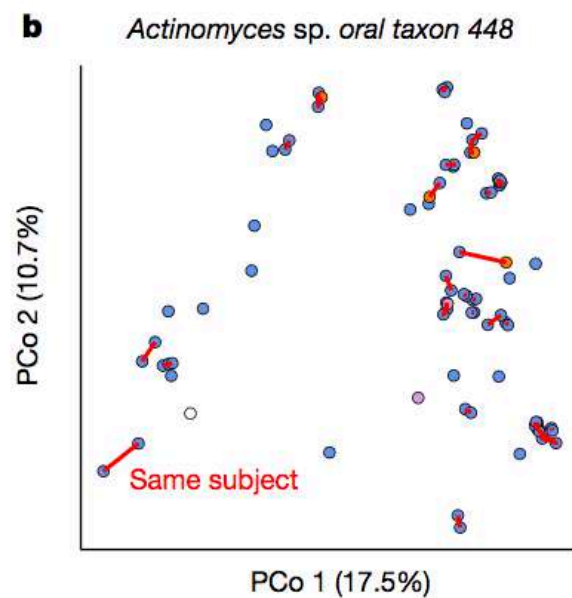 b Actinomyces sp. oral taxon 448
PCo 2 (10.7%)
Same subject
PCo 1 (17.5%)